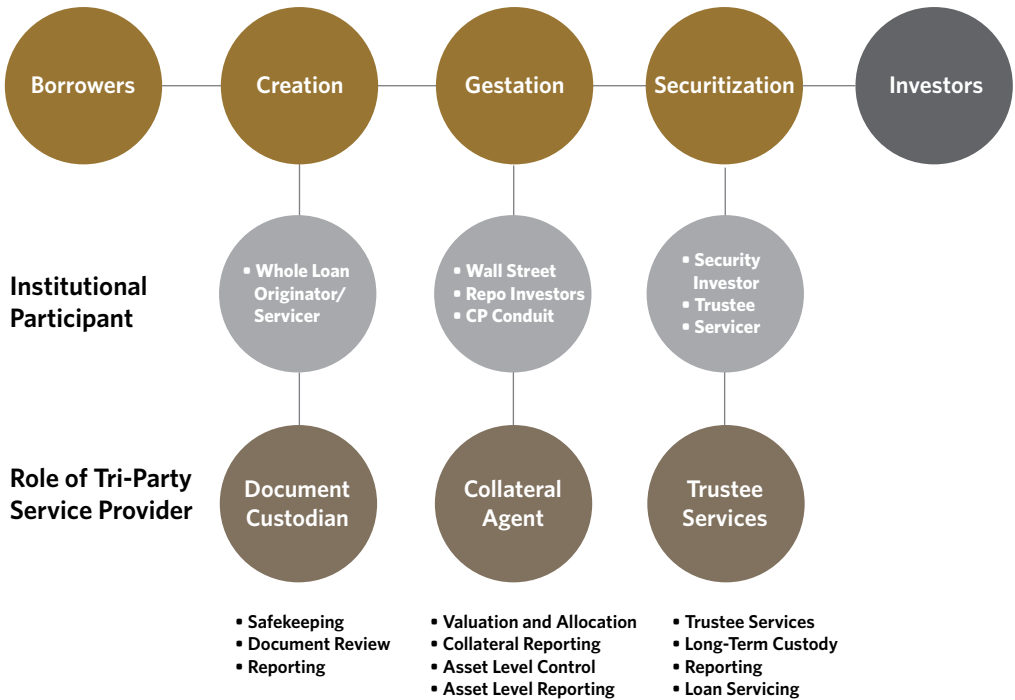 Borrowers
Creation
Gestation
Securitization
Investors
Institutional
Participant
• Whole Loan
Originator/
Servicer
• Wall Street
• Repo Investors
• CP Conduit
• Security
Investor
• Trustee
• Servicer
Role of Tri-Party
Service Provider
Document
Custodian
Collateral
Agent
Trustee
Services
• Safekeeping
• Document Review
• Reporting
• Valuation and Allocation
• Collateral Reporting
• Asset Level Control
• Asset Level Reporting
• Trustee Services
• Long-Term Custody
• Reporting
• Loan Servicing